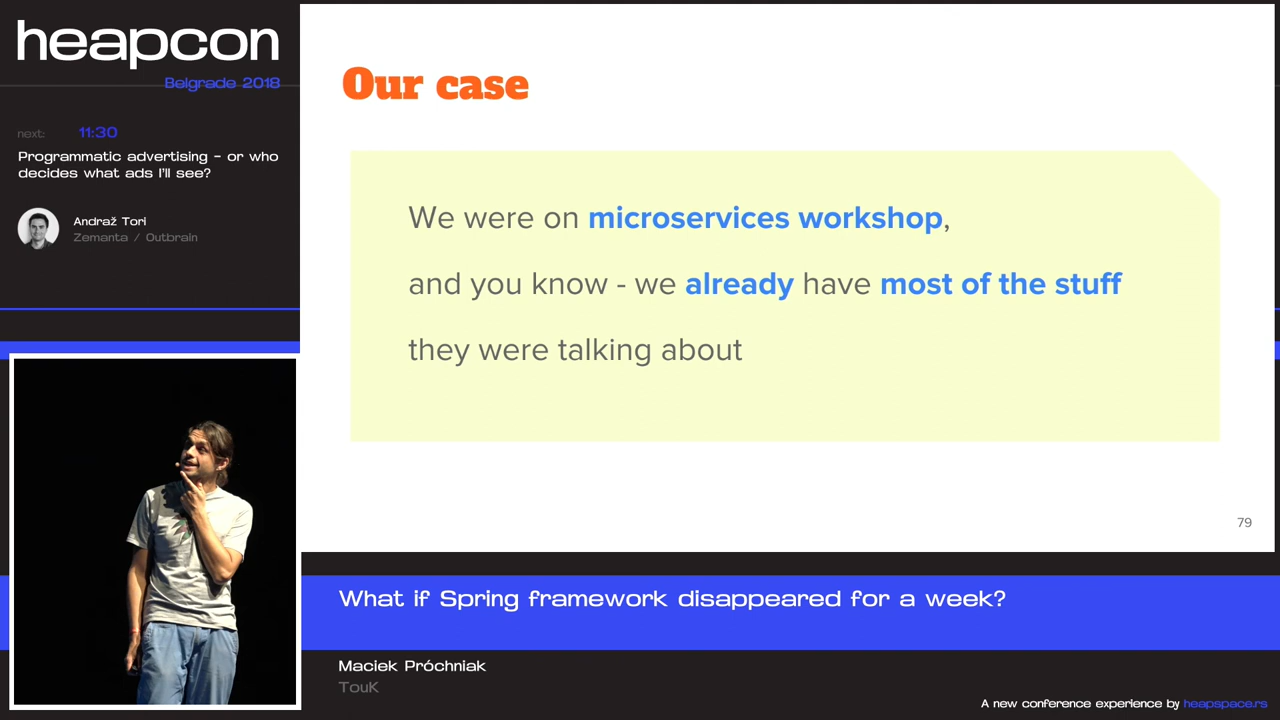 heapcon
Belgrade 2018
next: 11:30
Programmatic advertising - or who
decides what ads I'll see?
Andraž Tori
Zemanta / Outbrain
Our case
We were on microservices workshop,
and you know - we already have most of the stuff
they were talking about
79
What if Spring framework disappeared for a week?
Maciek Próchniak
TouK
A new conference experience by heapspace.rs